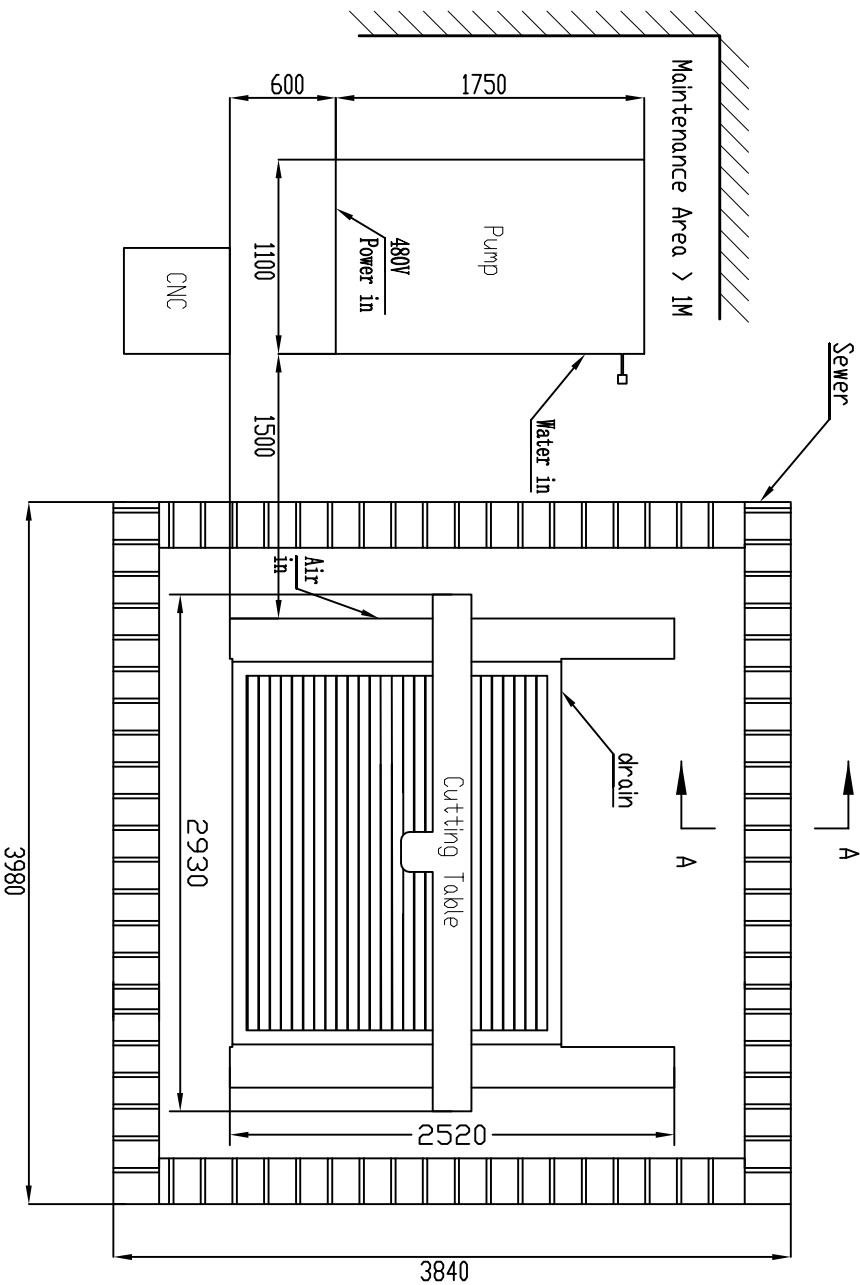 Maintenance Area > 1M
600
1750
Pump
480V
Power in
1100
CNC
Water in
1500
Sewer
Air
in
drain
A
A
Cutting Table
2930
3980
2520
3840